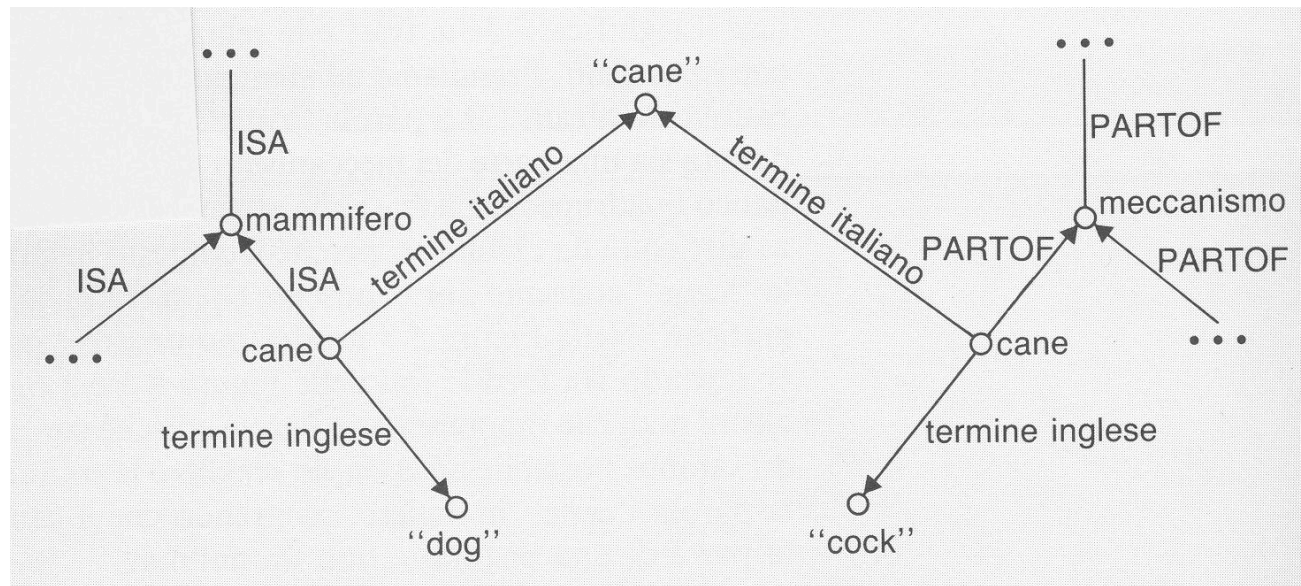 • • •
• • •
“cane”
ISA
PARTOF
termine italiano
termine italiano
mammifero
meccanismo
ISA
ISA
PARTOF
PARTOF
• • •
cane
cane
• • •
termine inglese
termine inglese
“dog”
“cock”